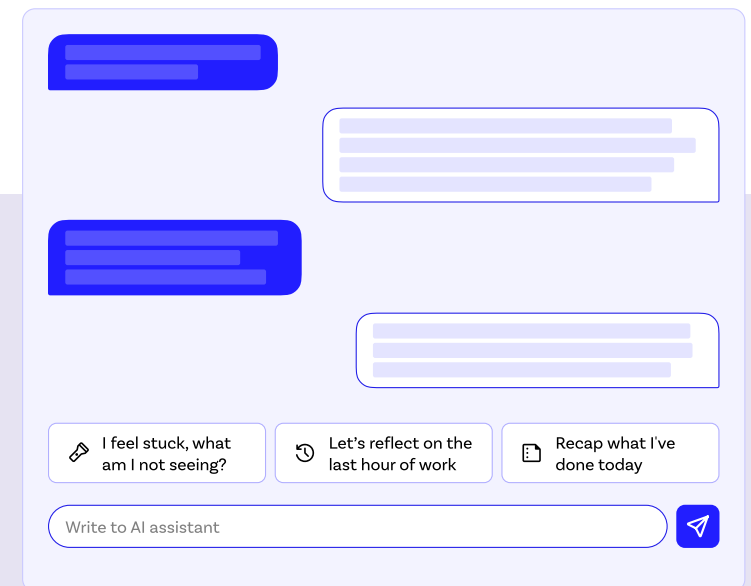 I feel stuck, what
am I not seeing?
Let’s reflect on the
last hour of work
Recap what I've
done today
Write to AI assistant